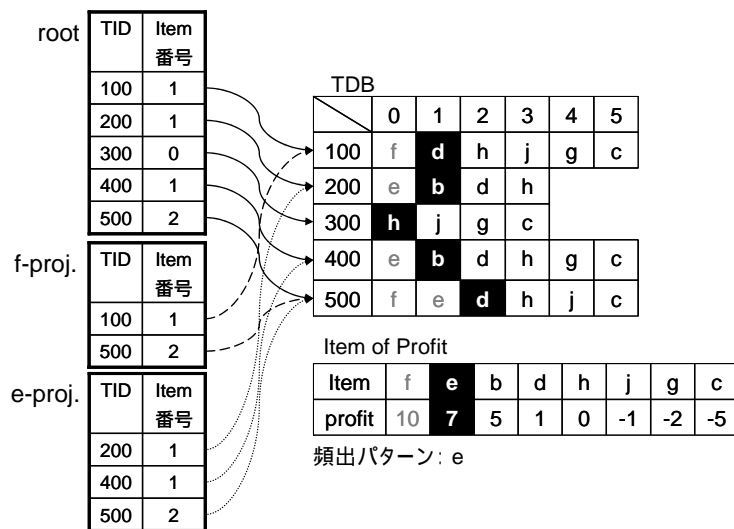 root
TID Item 番号
100 1
200 1
300 0
400 1
500 2
f-proj.
TID Item 番号
100 1
500 2
e-proj.
TID Item 番号
200 1
400 1
500 2
TDB
0 1 2 3 4 5
100 f d h j g c
200 e b d h
300 h j g c
400 e b d h g c
500 f e d h j c
Item of Profit
Item f e b d h j g c
profit 10 7 5 1 0 -1 -2 -5
頻出パターン: e